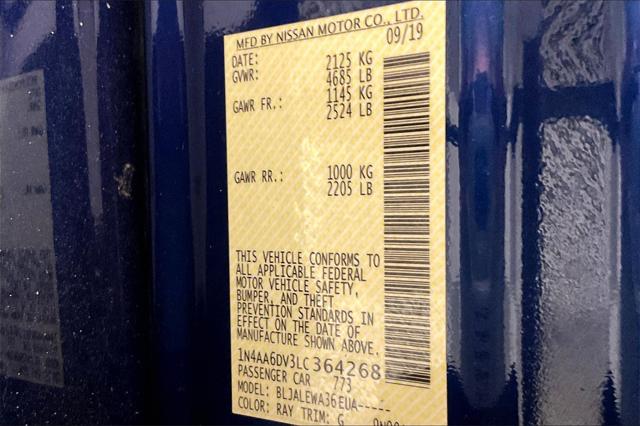 MFD BY NISSAN MOTOR CO., LTD.
DATE: 09/19
GVWR: 2125 KG
4685 LB
GAWR FR.: 1145 KG
2524 LB
GAWR RR.: 1000 KG
2205 LB
THIS VEHICLE CONFORMS TO
ALL APPLICABLE FEDERAL
MOTOR VEHICLE SAFETY,
BUMPER, AND THEFT
PREVENTION STANDARDS IN
EFFECT ON THE DATE OF
MANUFACTURE SHOWN ABOVE.
1N4AA6DV3LC364268
PASSENGER CAR 773
MODEL: BLJALEWA36EUA-----
COLOR: RAY TRIM: G